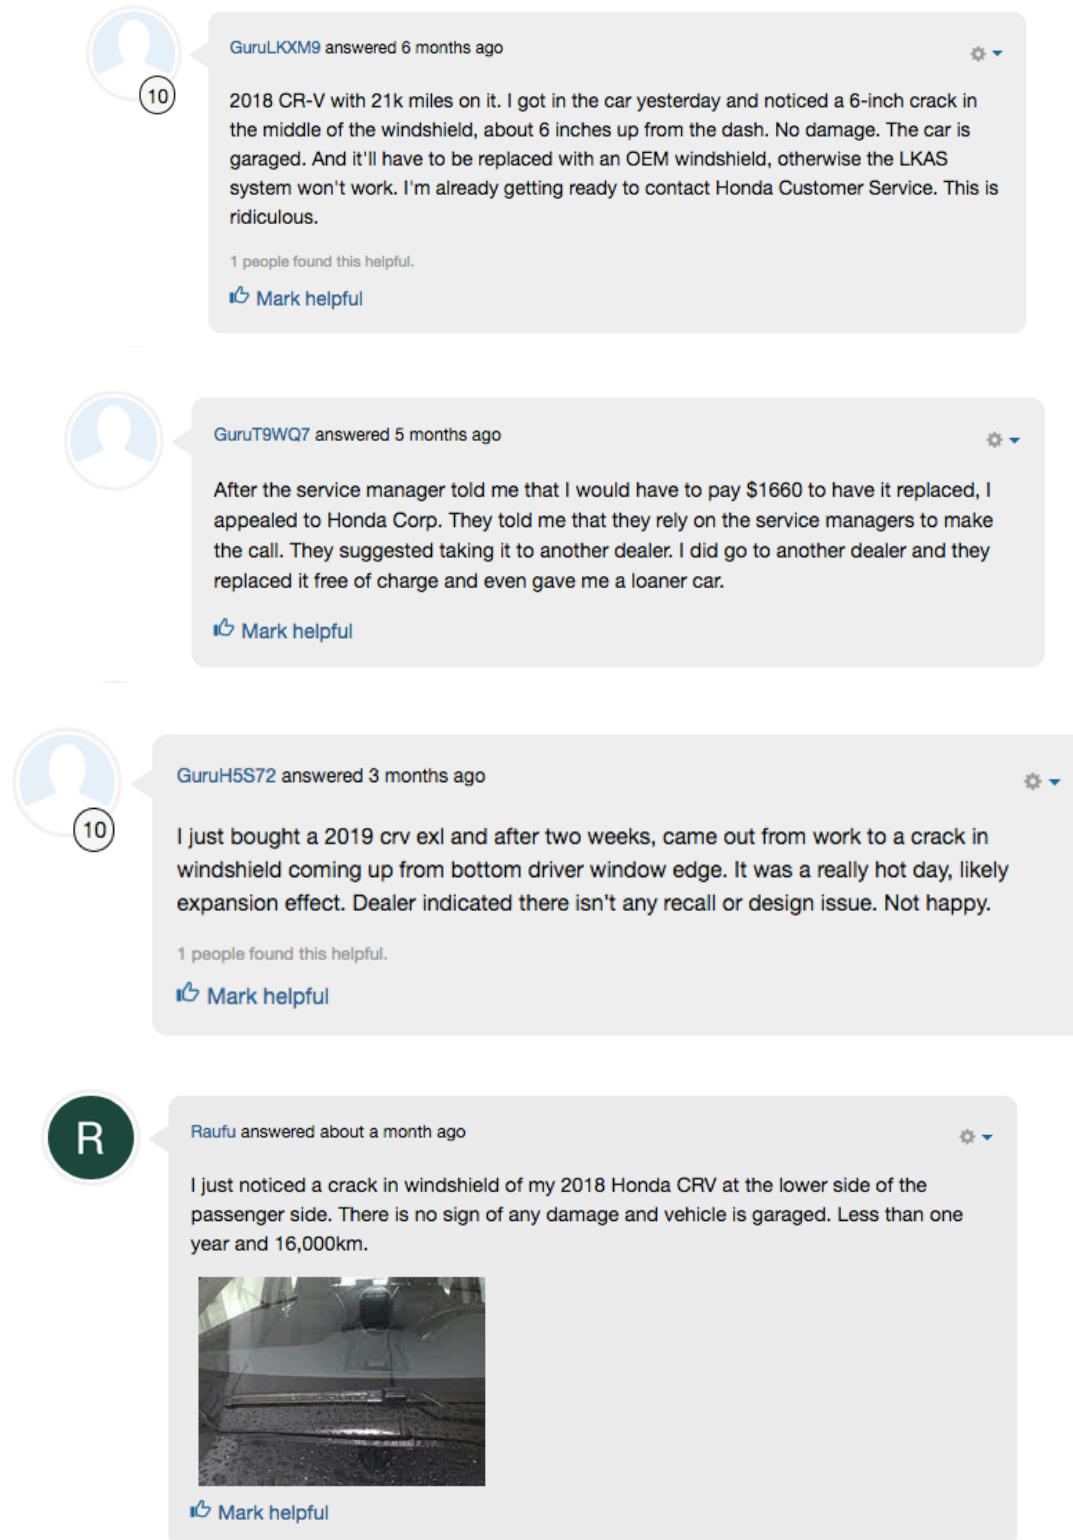 GuruLKXM9 answered 6 months ago
10
2018 CR-V with 21k miles on it. I got in the car yesterday and noticed a 6-inch crack in
the middle of the windshield, about 6 inches up from the dash. No damage. The car is
garaged. And it'll have to be replaced with an OEM windshield, otherwise the LKAS
system won't work. I'm already getting ready to contact Honda Customer Service. This is
ridiculous.
1 people found this helpful.
Mark helpful
GuruT9WQ7 answered 5 months ago
After the service manager told me that I would have to pay $1660 to have it replaced, I
appealed to Honda Corp. They told me that they rely on the service managers to make
the call. They suggested taking it to another dealer. I did go to another dealer and they
replaced it free of charge and even gave me a loaner car.
Mark helpful
GuruH5S72 answered 3 months ago
10
I just bought a 2019 crv exl and after two weeks, came out from work to a crack in
windshield coming up from bottom driver window edge. It was a really hot day, likely
expansion effect. Dealer indicated there isn't any recall or design issue. Not happy.
1 people found this helpful.
Mark helpful
R
Raufu answered about a month ago
I just noticed a crack in windshield of my 2018 Honda CRV at the lower side of the
passenger side. There is no sign of any damage and vehicle is garaged. Less than one
year and 16,000km.
Mark helpful